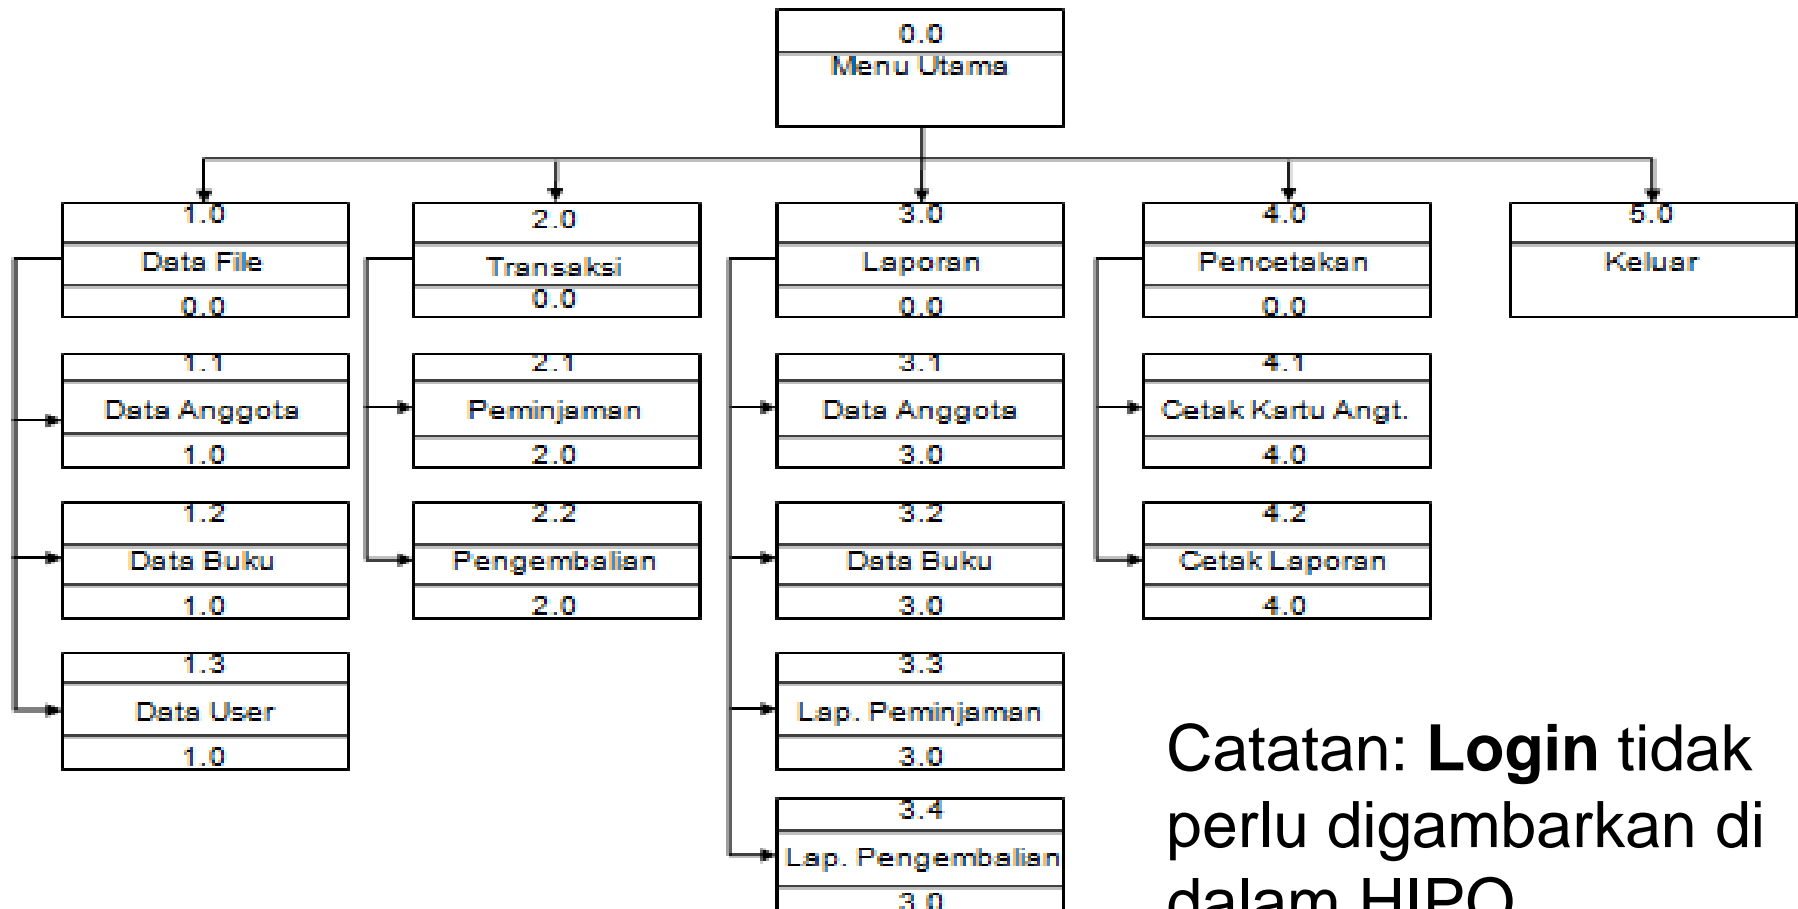 0.0
Menu Utama
1.0
Data File
0.0
2.0
Transaksi
0.0
3.0
Laporan
0.0
4.0
Pencetakan
0.0
5.0
Keluar
1.1
Data Anggota
1.0
2.1
Peminjaman
2.0
3.1
Data Anggota
3.0
4.1
Cetak Kartu Angt.
4.0
1.2
Data Buku
1.0
2.2
Pengembalian
2.0
3.2
Data Buku
3.0
4.2
Cetak Laporan
4.0
1.3
Data User
1.0
3.3
Lap. Peminjaman
3.0
3.4
Lap. Pengembalian
3.0
Catatan: Login tidak
perlu digambarkan di
dalam HIPO